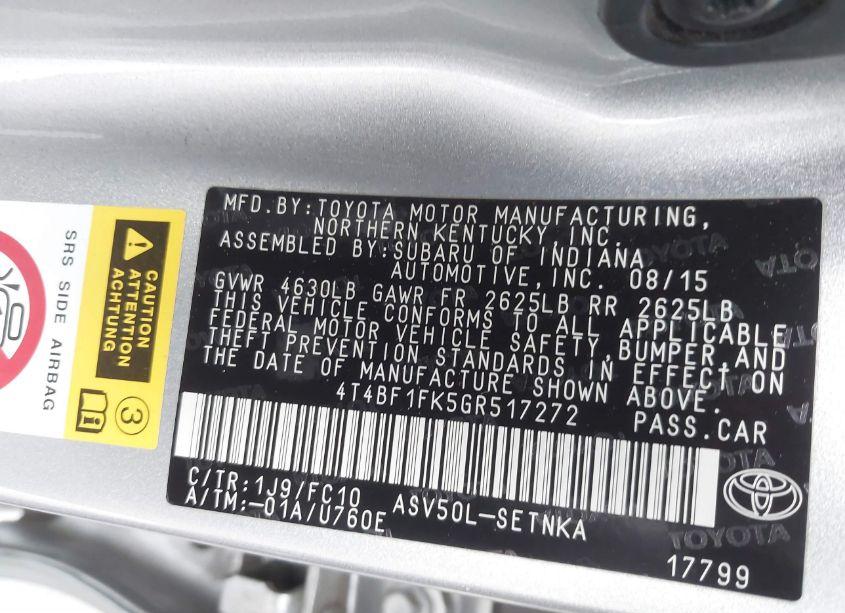 MFD.BY:TOYOTA MOTOR MANUFACTURING,
NORTHERN KENTUCKY,INC.
ASSEMBLED BY:SUBARU OF INDIANA
AUTOMOTIVE,INC. 08/15
GVWR 4630LB GAWR FR 2625LB RR 2625LB
THIS VEHICLE CONFORMS TO ALL APPLICABLE
FEDERAL MOTOR VEHICLE SAFETY,BUMPER,AND
THEFT PREVENTION STANDARDS IN EFFECT ON
THE DATE OF MANUFACTURE SHOWN ABOVE.
4T4BF1FK5GR517272 PASS.CAR
C/TR:1J9/FC10
A/TM:-01A/U760E ASV50L-SETNKA
17799
TOYOTA
SRS SIDE AIRBAG
CAUTION
ATTENTION
ACHTUNG
3